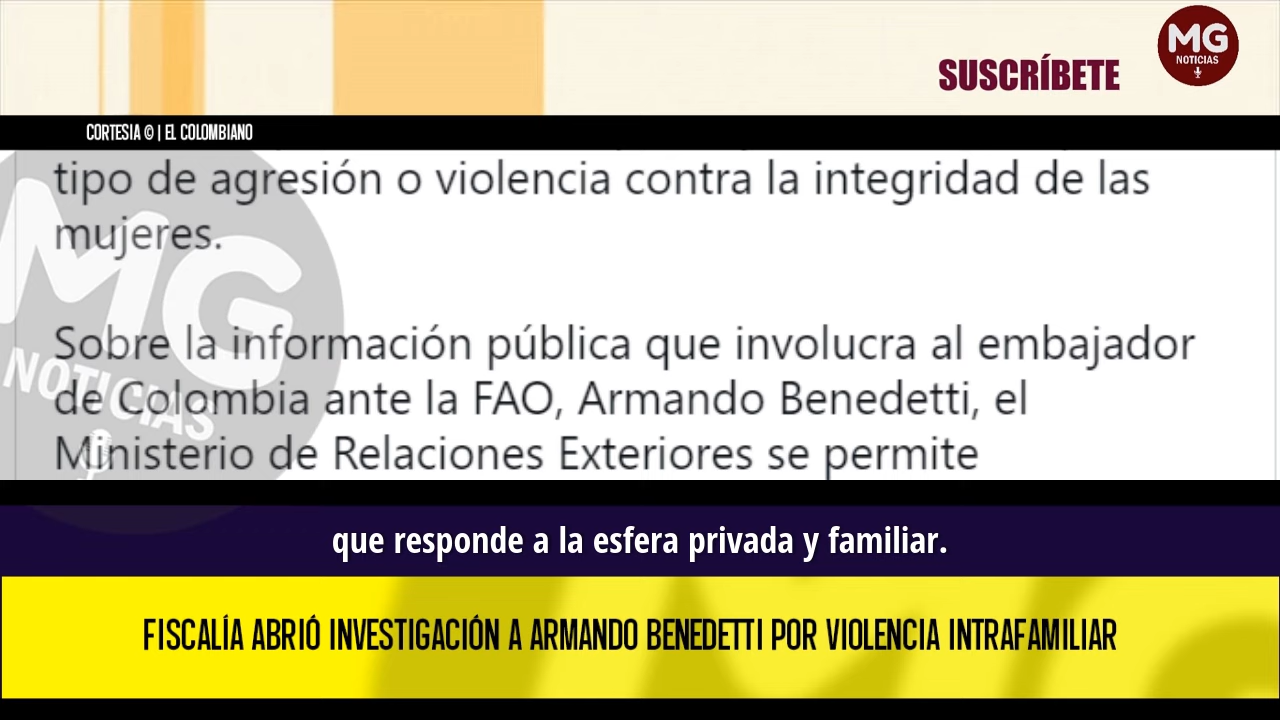 SUSCRÍBETE
MG
NOTICIAS
CORTESIA © | EL COLOMBIANO
tipo de agresión o violencia contra la integridad de las
mujeres.
Sobre la información pública que involucra al embajador
de Colombia ante la FAO, Armando Benedetti, el
Ministerio de Relaciones Exteriores se permite
MG
NOTICIAS
que responde a la esfera privada y familiar.
FISCALÍA ABRIÓ INVESTIGACIÓN A ARMANDO BENEDETTI POR VIOLENCIA INTRAFAMILIAR